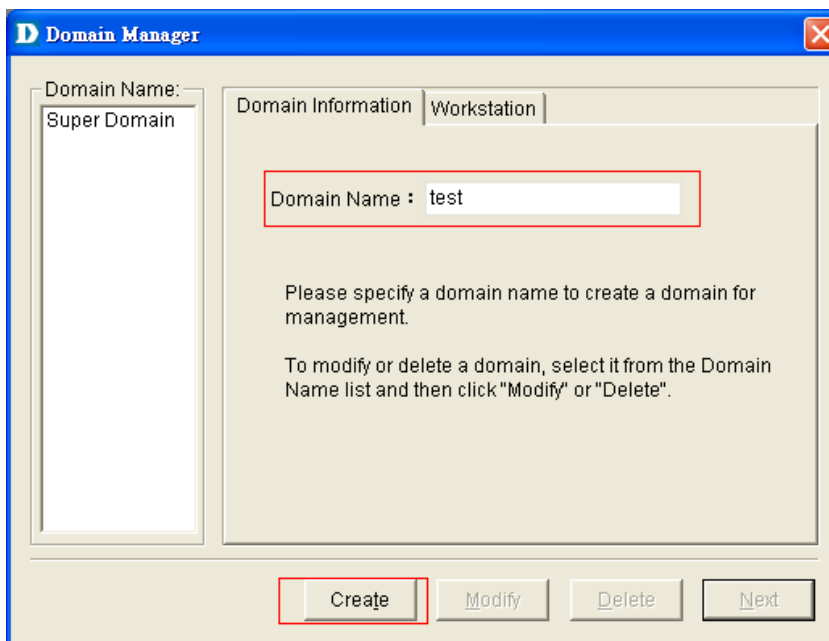 D Domain Manager
Domain Name:
Super Domain
Domain Information
Workstation
Domain Name : test
Please specify a domain name to create a domain for
management.
To modify or delete a domain, select it from the Domain
Name list and then click "Modify" or "Delete".
Create
Modify
Delete
Next